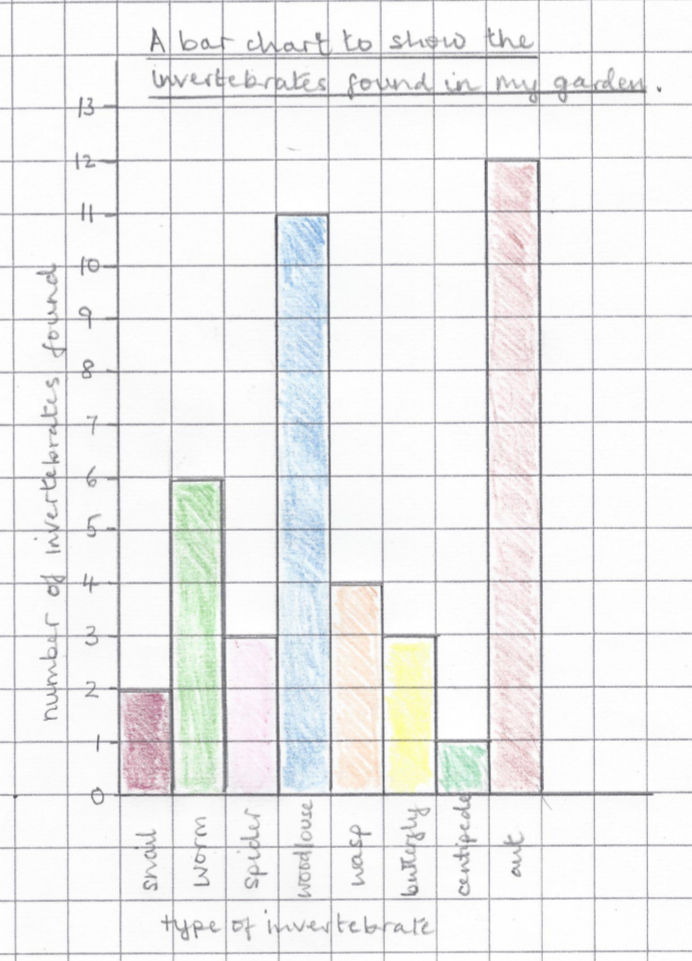 A bar chart to show the
invertebrates found in my garden.
number of invertebrates found
13
12
11
10
9
8
7
6
5
4
3
2
1
0
snail
worm
spider
woodlouse
wasp
butterfly
centipede
ant
type of invertebrate